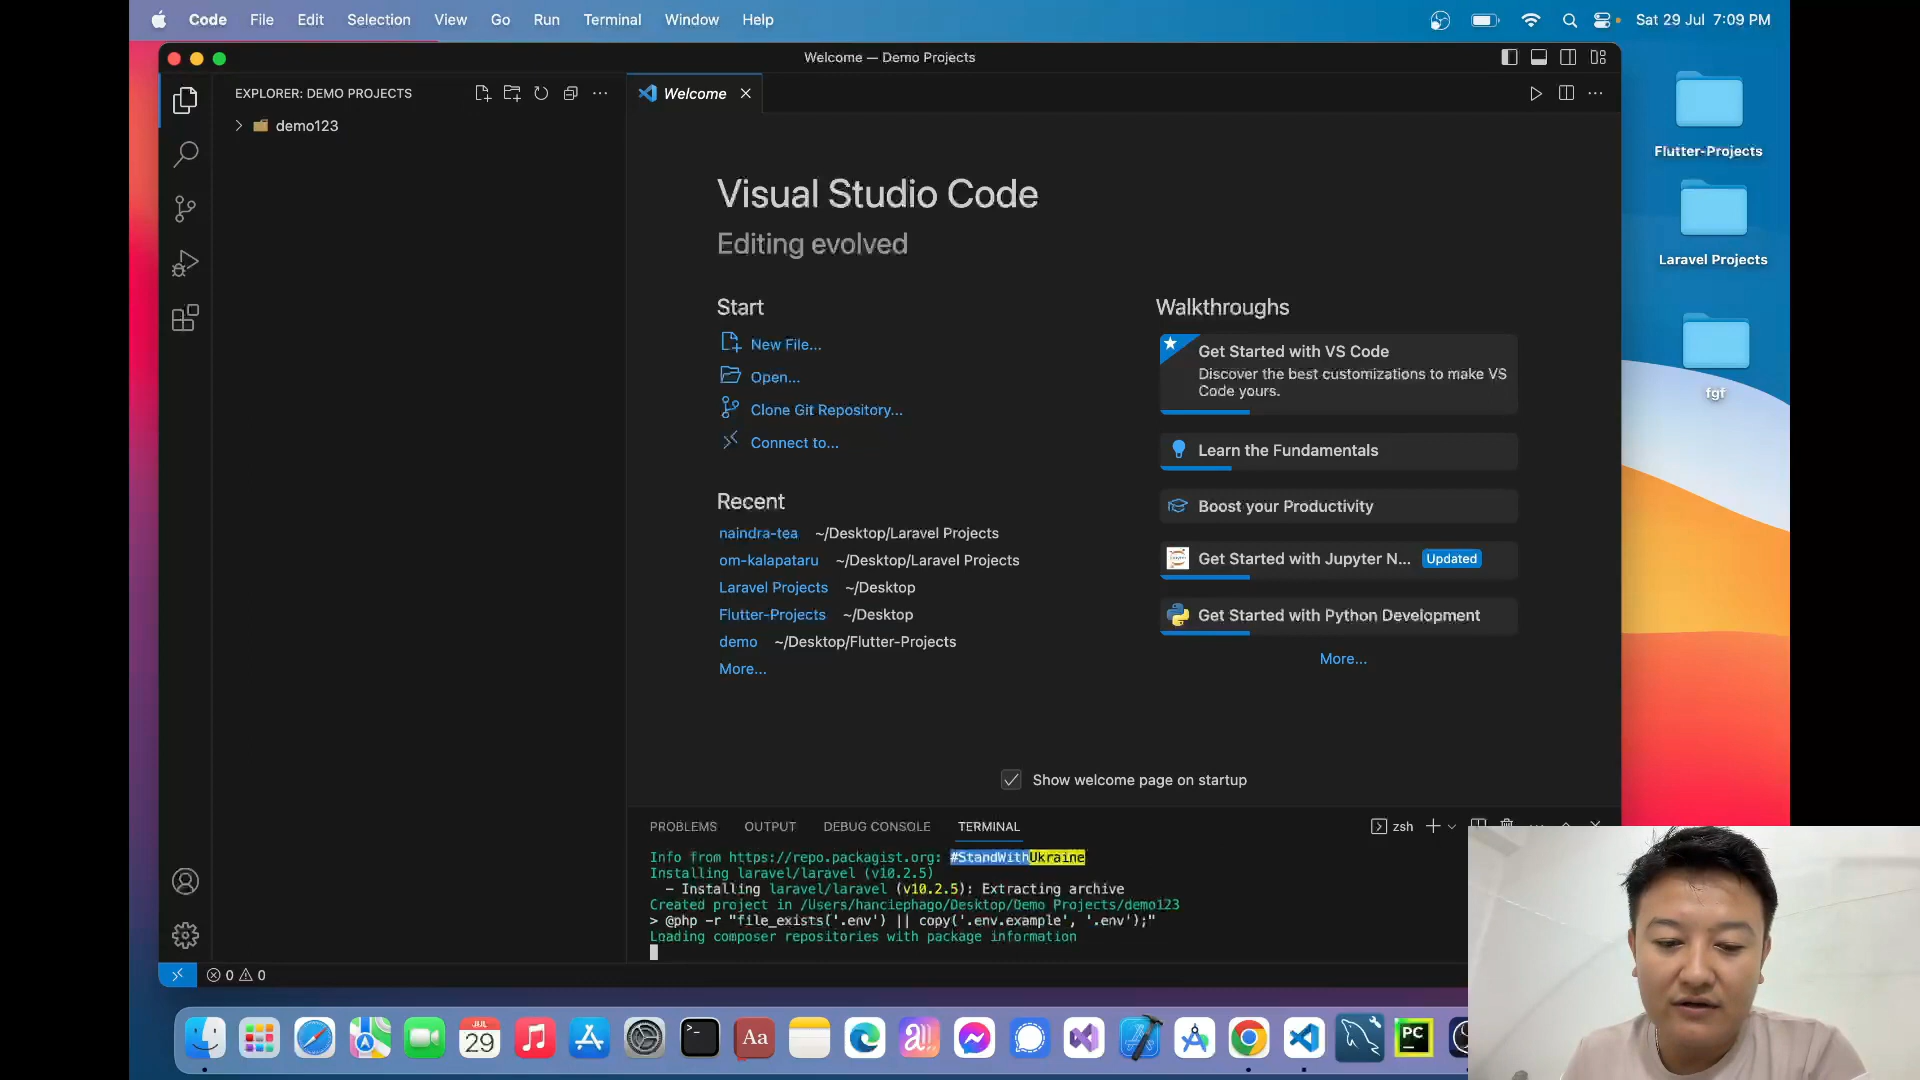 Code File Edit Selection View Go Run Terminal Window Help Sat 29 Jul 7:09 PM
Welcome — Demo Projects
EXPLORER: DEMO PROJECTS
demo123
Welcome
Visual Studio Code
Editing evolved
Start
New File...
Open...
Clone Git Repository...
Connect to...
Recent
naindra-tea ~/Desktop/Laravel Projects
om-kalapataru ~/Desktop/Laravel Projects
Laravel Projects ~/Desktop
Flutter-Projects ~/Desktop
demo ~/Desktop/Flutter-Projects
More...
Walkthroughs
Get Started with VS Code
Discover the best customizations to make VS
Code yours.
Learn the Fundamentals
Boost your Productivity
Get Started with Jupyter N... Updated
Get Started with Python Development
More...
Show welcome page on startup
PROBLEMS OUTPUT DEBUG CONSOLE TERMINAL zsh
Info from https://repo.packagist.org: #StandWithUkraine
Installing laravel/laravel (v10.2.5)
- Installing laravel/laravel (v10.2.5): Extracting archive
Created project in /Users/hanciephago/Desktop/Demo Projects/demo123
> @php -r "file_exists('.env') || copy('.env.example', '.env');"
Loading composer repositories with package information
0 0
Flutter-Projects
Laravel Projects
fgf
JUL
29
Aa
PC